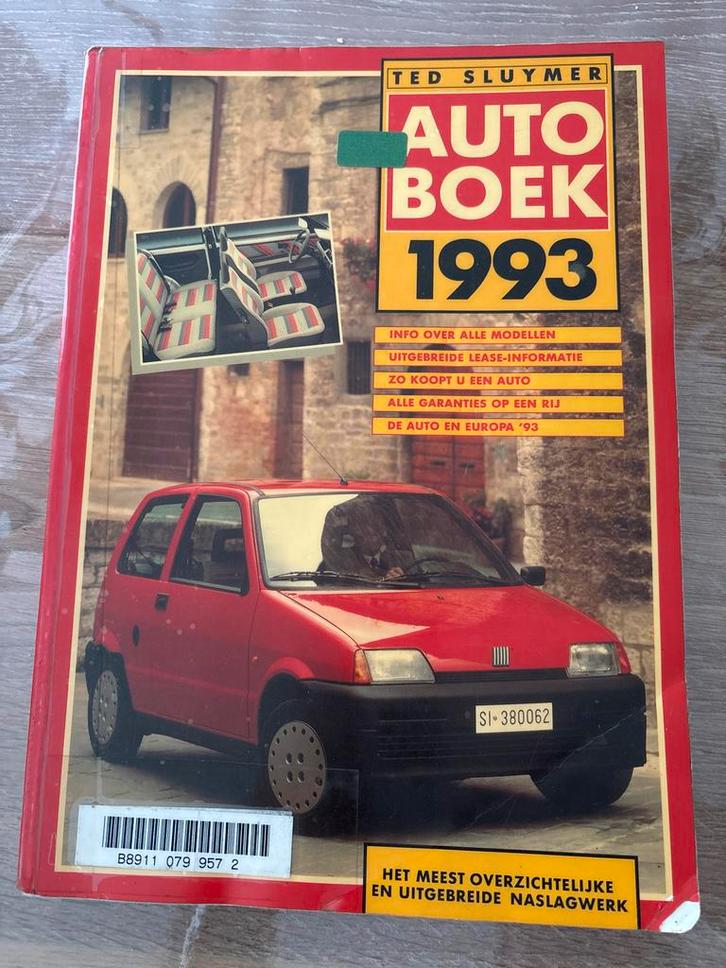 TED SLUYMER
AUTO
BOEK
1993
INFO OVER ALLE MODELLEN
UITGEBREIDE LEASE-INFORMATIE
ZO KOOPT U EEN AUTO
ALLE GARANTIES OP EEN RIJ
DE AUTO EN EUROPA '93
SI·380062
B8911 079 957 2
HET MEEST OVERZICHTELIJKE
EN UITGEBREIDE NASLAGWERK